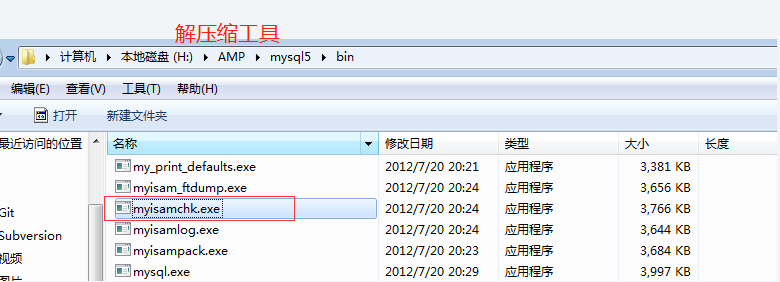 解压缩工具
计算机 本地磁盘 (H:) AMP mysql5 bin
编辑(E) 查看(V) 工具(T) 帮助(H)
打开 新建文件夹
最近访问的位置 名称 修改日期 类型 大小 长度
my_print_defaults.exe 2012/7/20 20:21 应用程序 3,381 KB
myisam_ftdump.exe 2012/7/20 20:24 应用程序 3,656 KB
Git myisamchk.exe 2012/7/20 20:24 应用程序 3,766 KB
Subversion myisamlog.exe 2012/7/20 20:24 应用程序 3,644 KB
视频 myisampack.exe 2012/7/20 20:23 应用程序 3,684 KB
图片 mysql.exe 2012/7/20 20:29 应用程序 3,997 KB